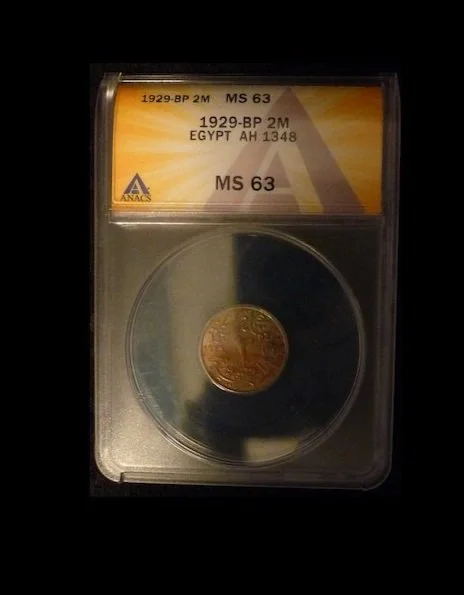 1929-BP 2M MS 63
1929-BP 2M
EGYPT AH 1348
MS 63
ANACS